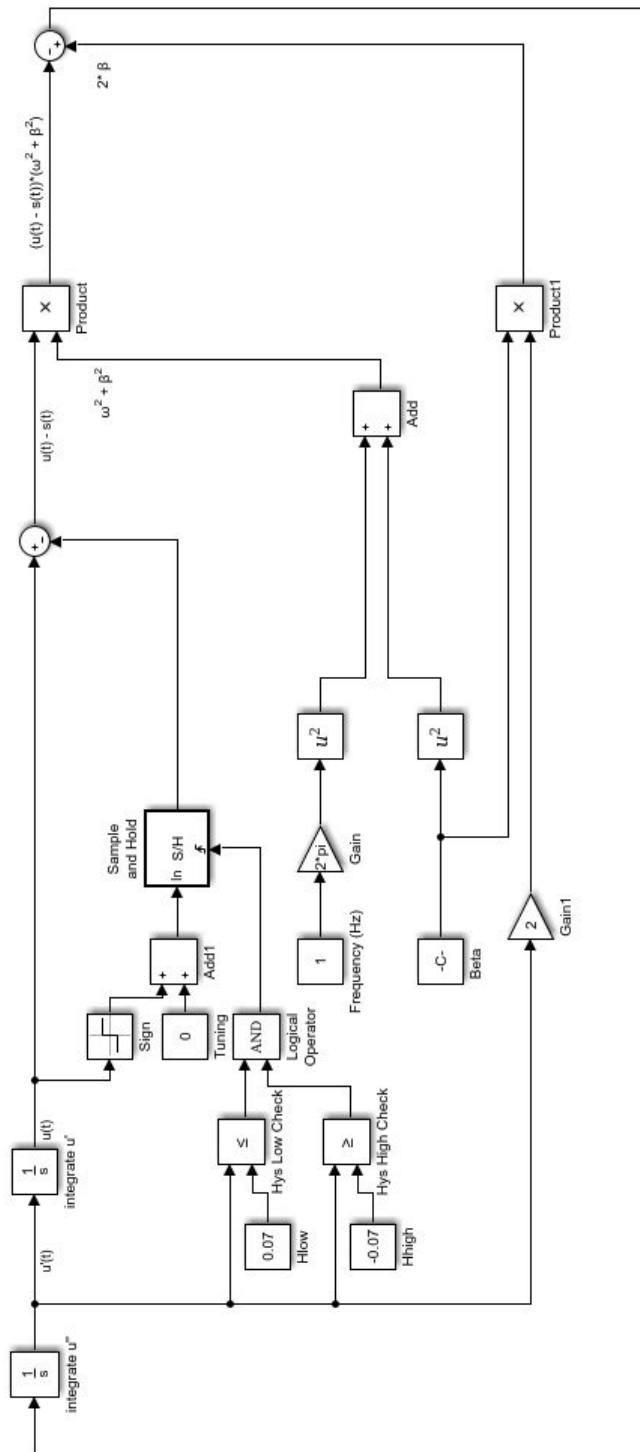 1
s
integrate u''
u'(t)
1
s
integrate u'
u(t)
Sign
0
Tuning
+
+
Add1
Sample
and Hold
In S/H
0.07
Hlow
≤
Hys Low Check
-0.07
Hhigh
≥
Hys High Check
AND
Logical
Operator
+
-
u(t) - s(t)
×
Product
(u(t) - s(t))*(ω² + β²)
-
+
1
Frequency (Hz)
2*pi
Gain
u²
-C-
Beta
u²
+
+
Add
ω² + β²
2
Gain1
×
Product1
2* β